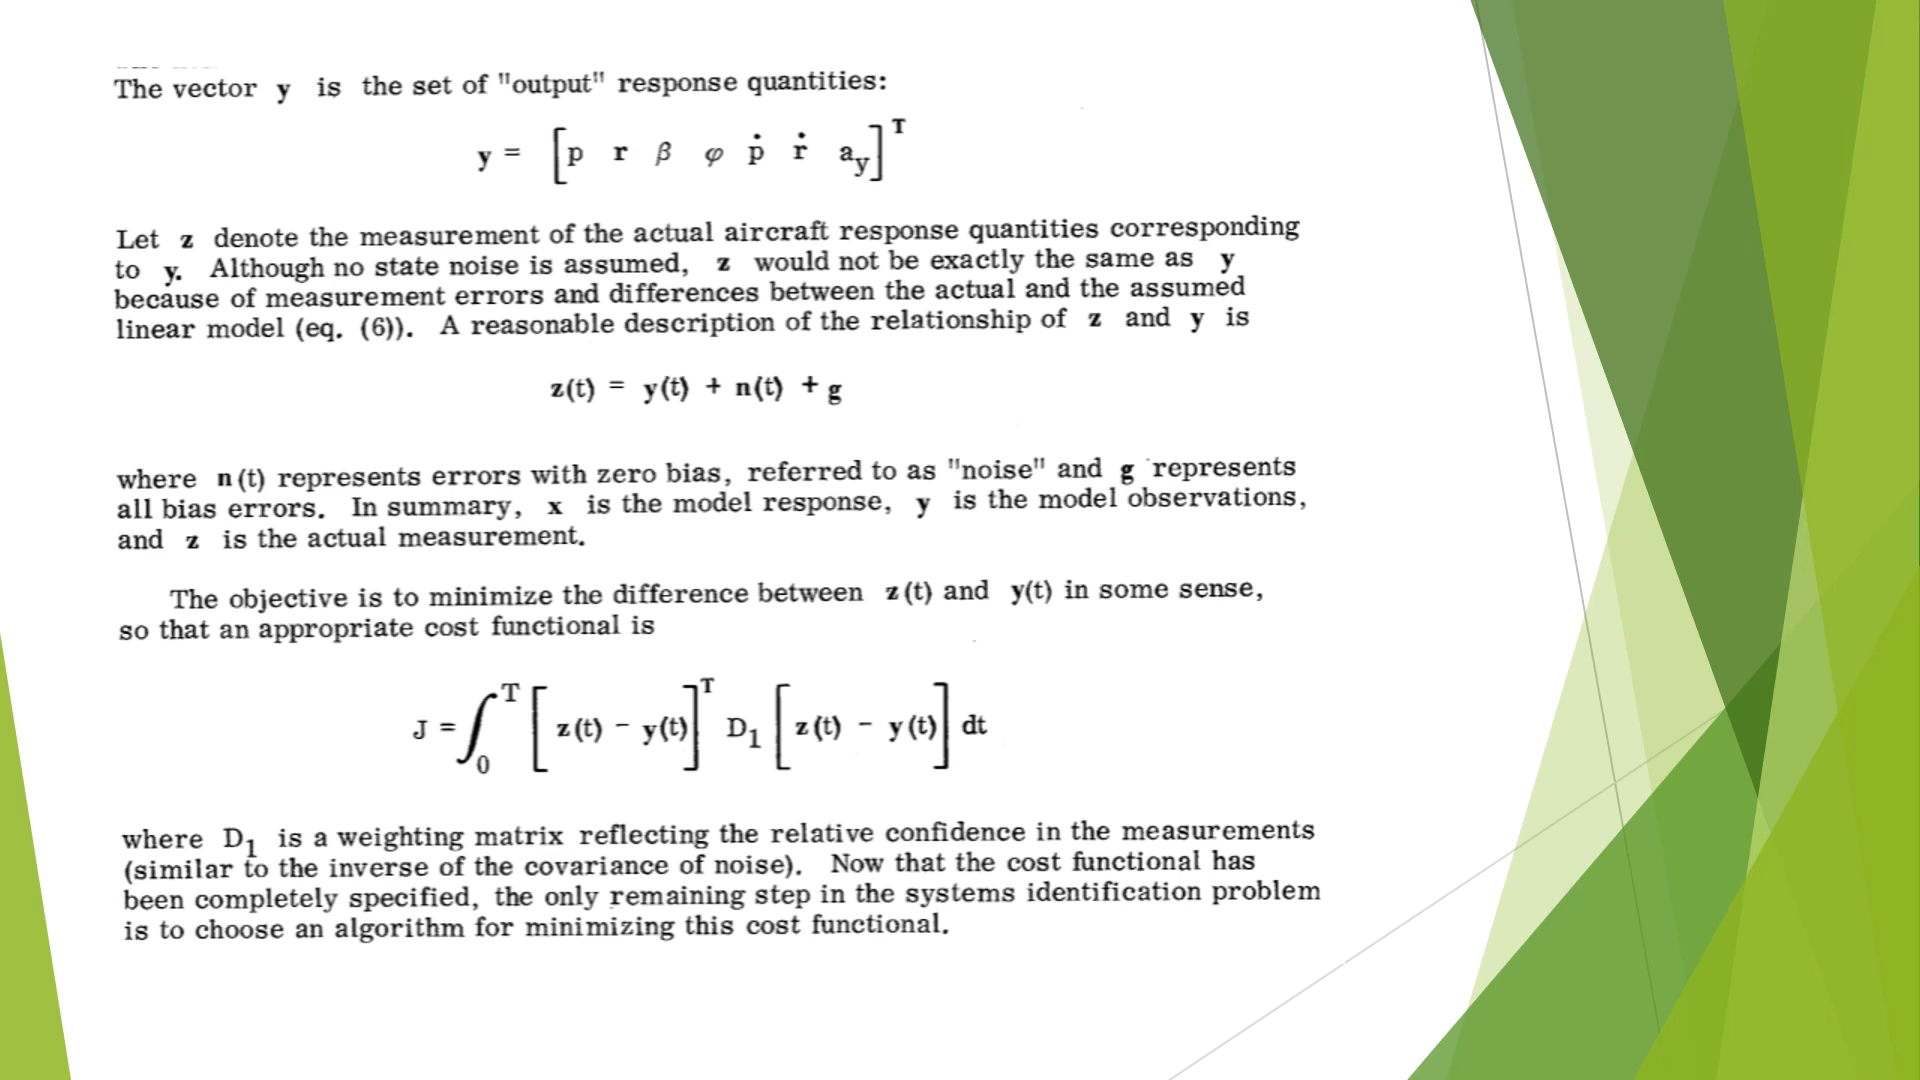 The vector y is the set of "output" response quantities:
y = [p r β φ ṗ ṙ a_y]^T
Let z denote the measurement of the actual aircraft response quantities corresponding
to y. Although no state noise is assumed, z would not be exactly the same as y
because of measurement errors and differences between the actual and the assumed
linear model (eq. (6)). A reasonable description of the relationship of z and y is
z(t) = y(t) + n(t) + g
where n(t) represents errors with zero bias, referred to as "noise" and g represents
all bias errors. In summary, x is the model response, y is the model observations,
and z is the actual measurement.
The objective is to minimize the difference between z(t) and y(t) in some sense,
so that an appropriate cost functional is
J = ∫_0^T [z(t) - y(t)]^T D_1 [z(t) - y(t)] dt
where D_1 is a weighting matrix reflecting the relative confidence in the measurements
(similar to the inverse of the covariance of noise). Now that the cost functional has
been completely specified, the only remaining step in the systems identification problem
is to choose an algorithm for minimizing this cost functional.